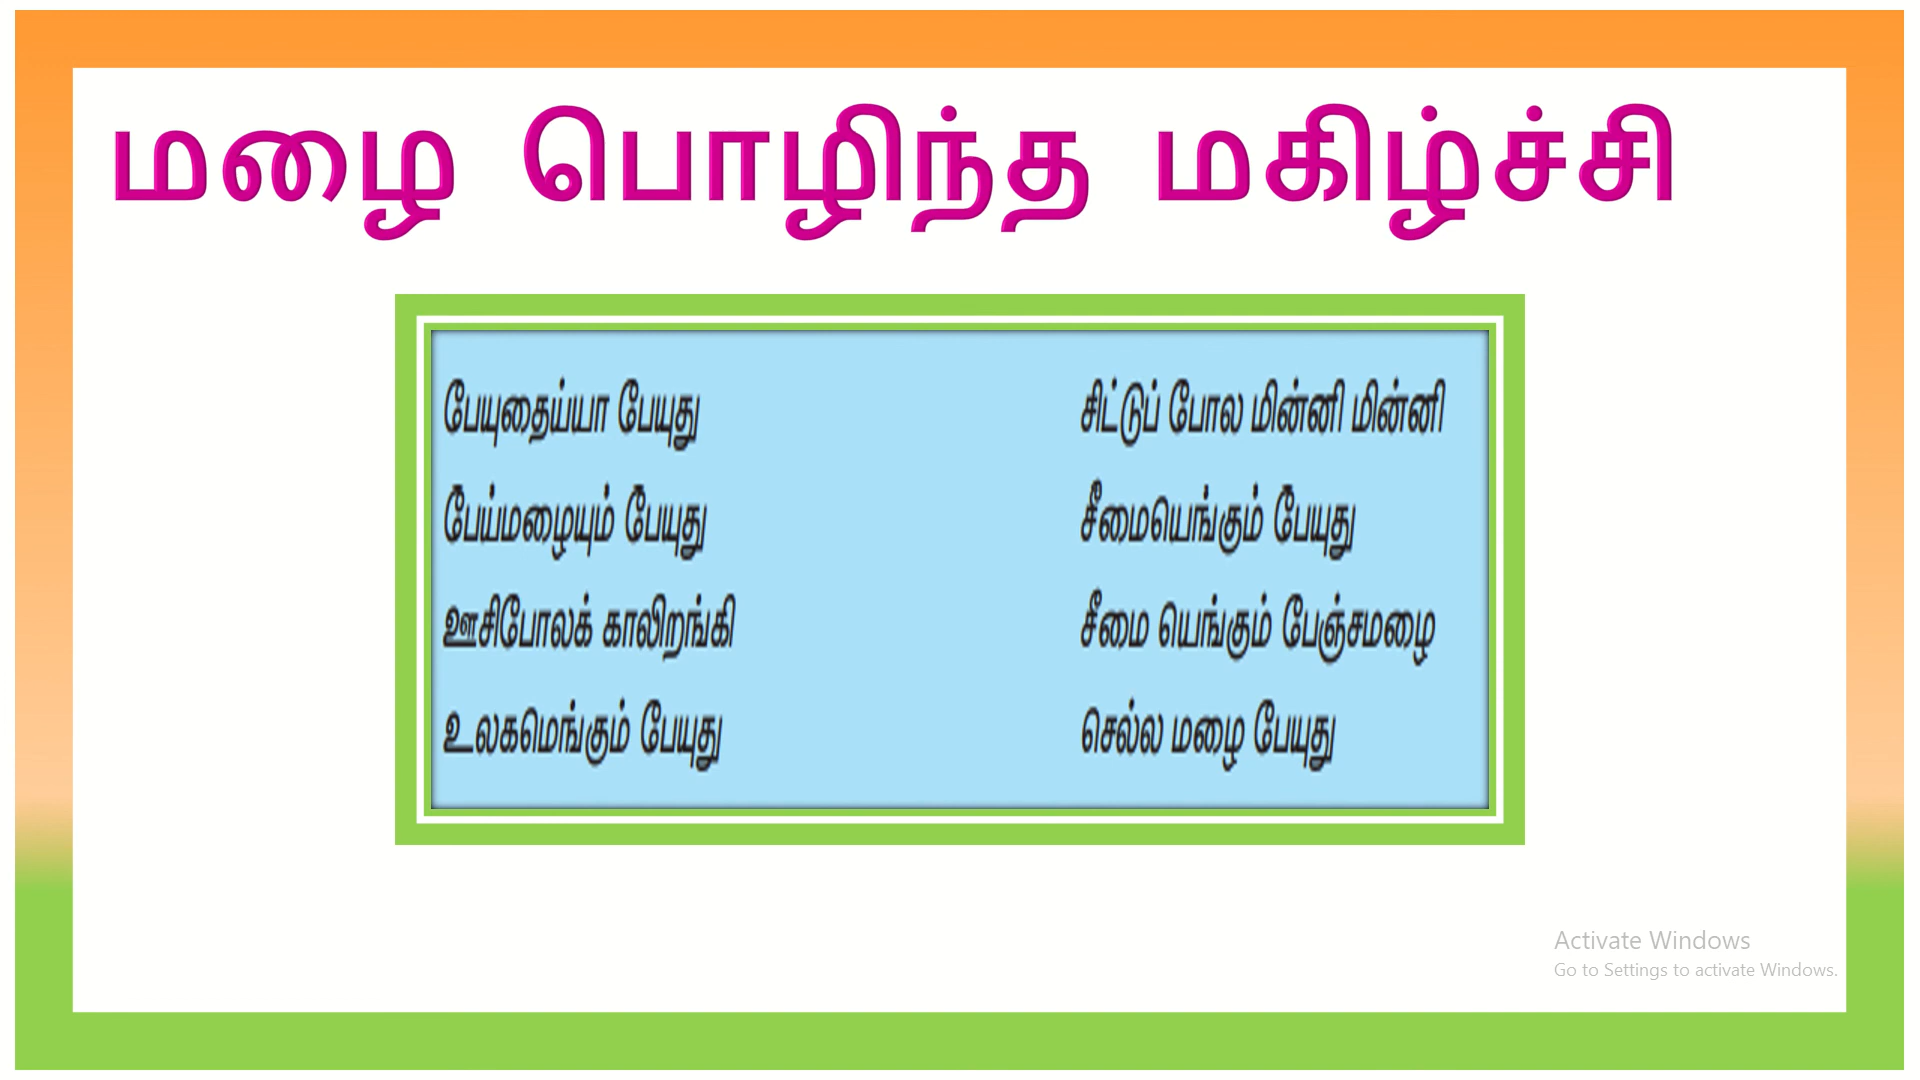 மழை பொழிந்த மகிழ்ச்சி
பேயுதைய்யா பேயுது
பேய்மழையும் பேயுது
ஊசிபோலக் காலிறங்கி
உலகமெங்கும் பேயுது
சிட்டுப் போல மின்னி மின்னி
சீமையெங்கும் பேயுது
சீமை யெங்கும் பேஞ்சமழை
செல்ல மழை பேயுது
Activate Windows
Go to Settings to activate Windows.